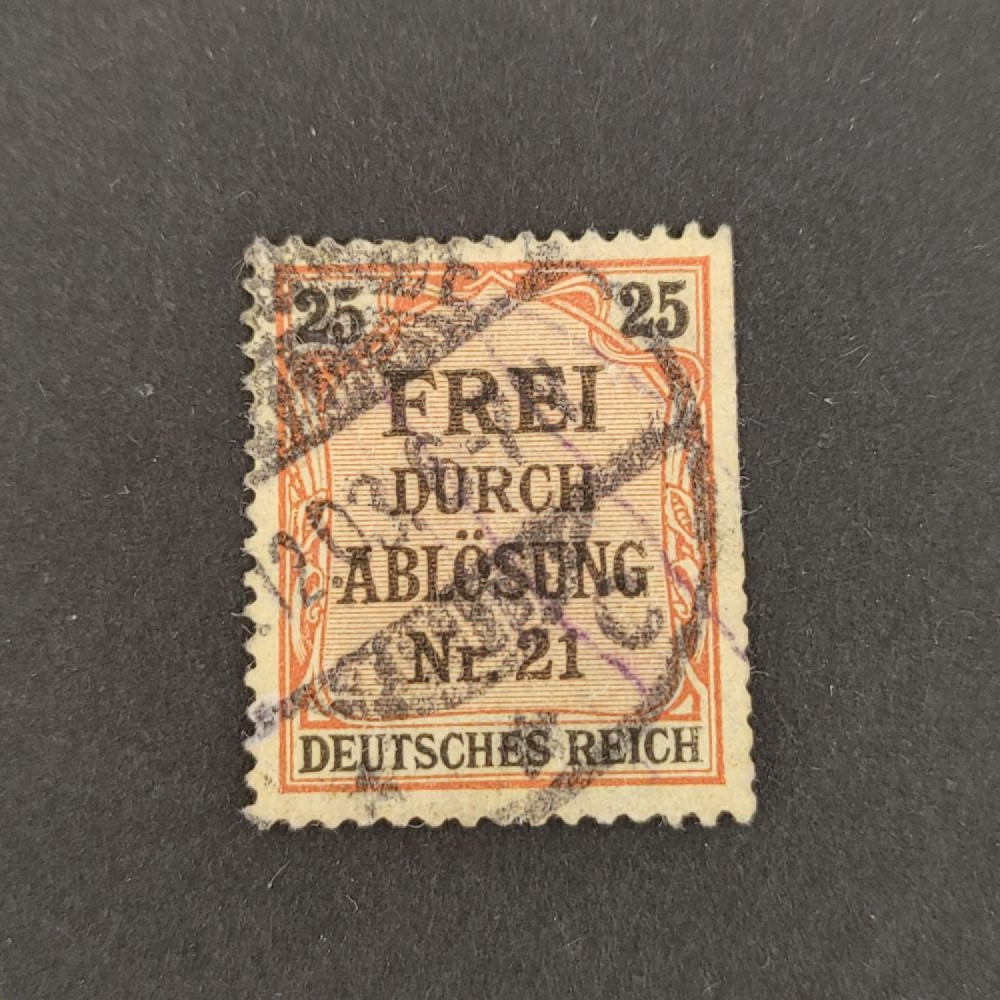 25 25
FREI
DURCH
ABLÖSUNG
Nr. 21
DEUTSCHES REICH